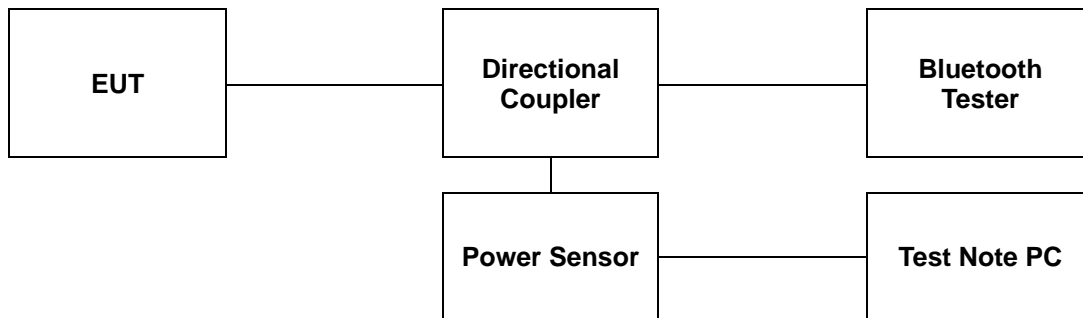 EUT
Directional
Coupler
Bluetooth
Tester
Power Sensor
Test Note PC